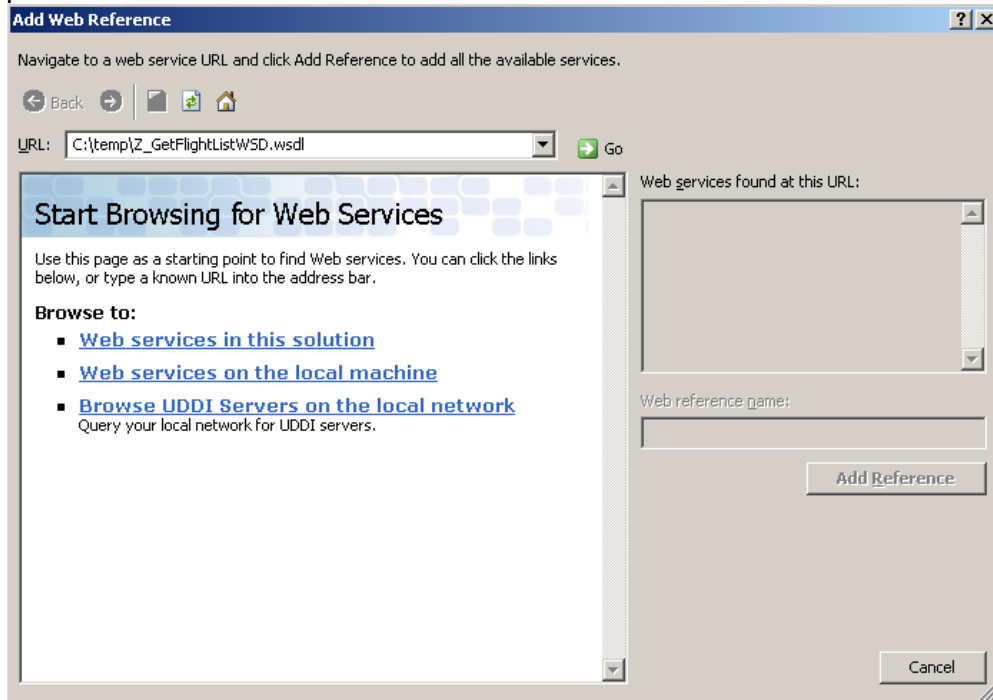 Add Web Reference
Navigate to a web service URL and click Add Reference to add all the available services.
Back
URL: C:\temp\Z_GetFlightListWSD.wsdl Go
Start Browsing for Web Services
Use this page as a starting point to find Web services. You can click the links
below, or type a known URL into the address bar.
Browse to:
Web services in this solution
Web services on the local machine
Browse UDDI Servers on the local network
Query your local network for UDDI servers.
Web services found at this URL:
Web reference name:
Add Reference
Cancel